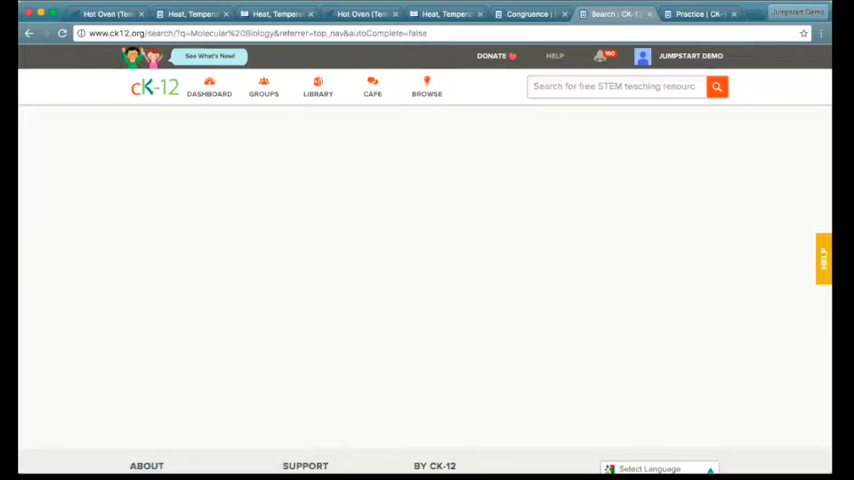 Hot Oven (Tem
Heat, Tempera
Heat, Tempera
Hot Oven (Tem
Heat, Tempera
Congruence |
Search | CK-1
Practice | CK-1
Jumpstart Demo
www.ck12.org/search/?q=Molecular%20Biology&referrer=top_nav&autoComplete=false
See What's New!
DONATE
HELP
160
JUMPSTART DEMO
cK-12
DASHBOARD
GROUPS
LIBRARY
CAFE
BROWSE
Search for free STEM teaching resourc
HELP
ABOUT
SUPPORT
BY CK-12
Select Language